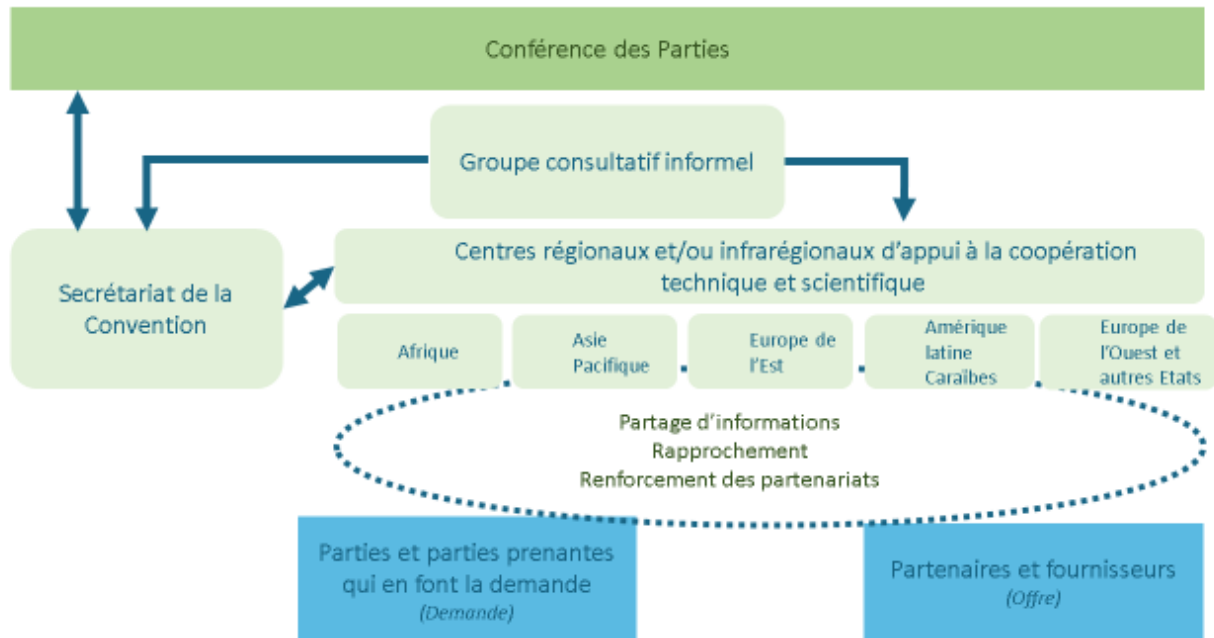 Conférence des Parties
Groupe consultatif informel
Secrétariat de la
Convention
Centres régionaux et/ou infrarégionaux d'appui à la coopération
technique et scientifique
Afrique
Asie
Pacifique
Europe de
l'Est
Amérique
latine
Caraïbes
Europe de
l'Ouest et
autres Etats
Partage d'informations
Rapprochement
Renforcement des partenariats
Parties et parties prenantes
qui en font la demande
(Demande)
Partenaires et fournisseurs
(Offre)